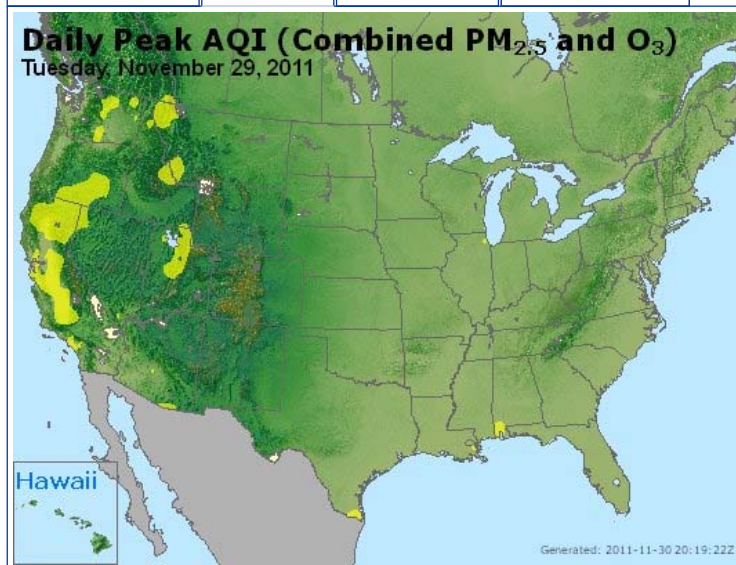 Daily Peak AQI (Combined PM2.5 and O3)
Tuesday, November 29, 2011
Hawaii
Generated: 2011-11-30 20:19:22Z